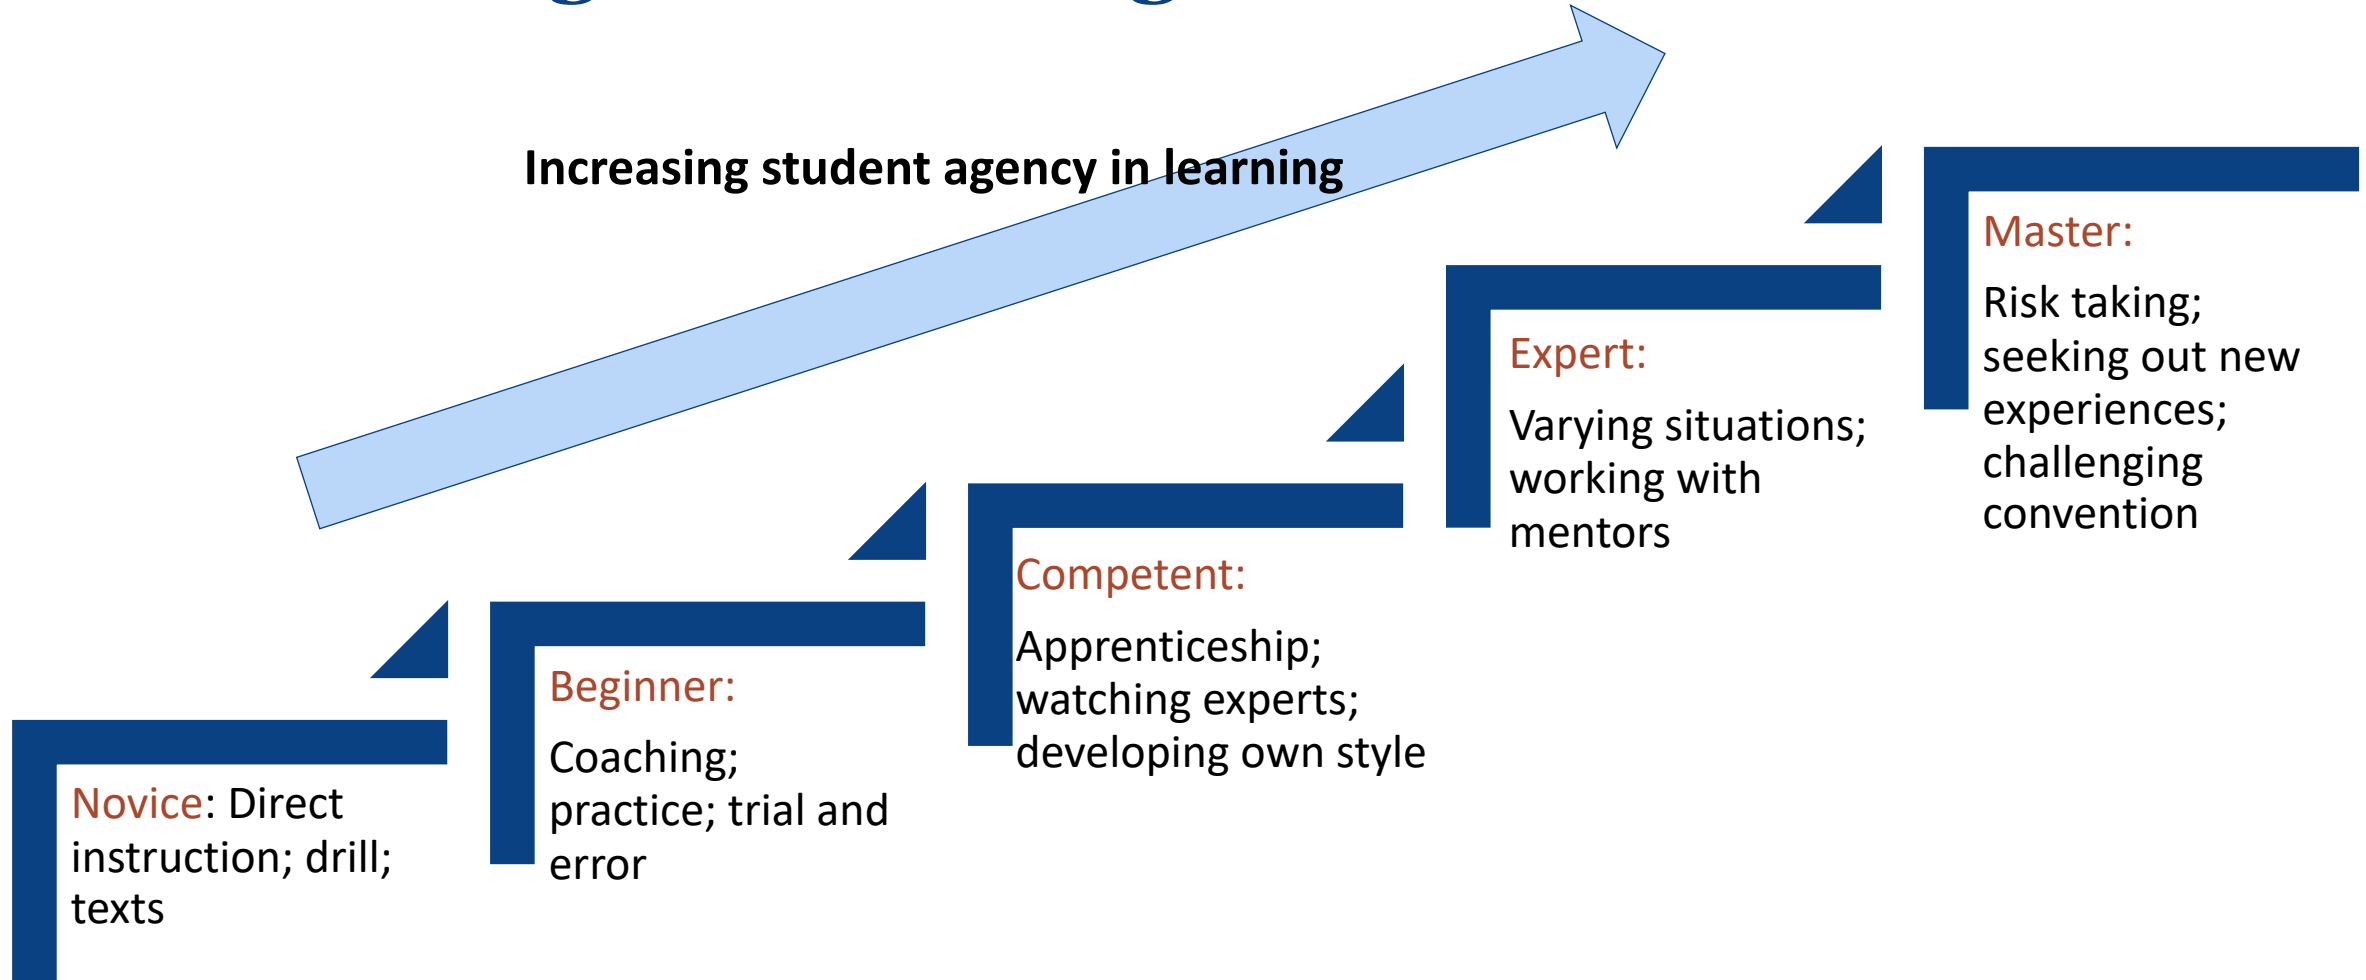 Increasing student agency in learning
Novice: Direct
instruction; drill;
texts
Beginner:
Coaching;
practice; trial and
error
Competent:
Apprenticeship;
watching experts;
developing own style
Expert:
Varying situations;
working with
mentors
Master:
Risk taking;
seeking out new
experiences;
challenging
convention